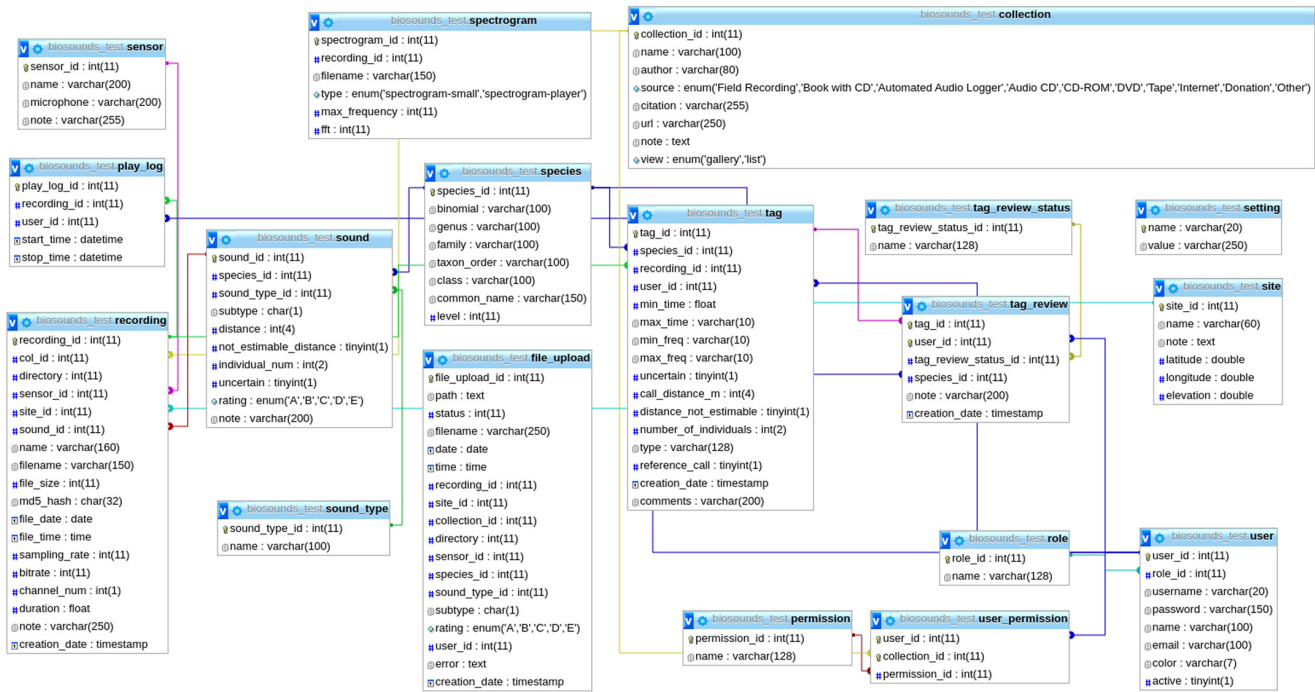 biosounds_test.sensor
sensor_id : int(11)
name : varchar(200)
microphone : varchar(200)
note : varchar(255)
biosounds_test.spectrogram
spectrogram_id : int(11)
recording_id : int(11)
filename : varchar(150)
type : enum('spectrogram-small','spectrogram-player')
max_frequency : int(11)
fft : int(11)
biosounds_test.collection
collection_id : int(11)
name : varchar(100)
author : varchar(80)
source : enum('Field Recording','Book with CD','Automated Audio Logger','Audio CD','CD-ROM','DVD','Tape','Internet','Donation','Other')
citation : varchar(255)
url : varchar(250)
note : text
view : enum('gallery','list')
biosounds_test.play_log
play_log_id : int(11)
recording_id : int(11)
user_id : int(11)
start_time : datetime
stop_time : datetime
biosounds_test.sound
sound_id : int(11)
species_id : int(11)
sound_type_id : int(11)
subtype : char(1)
distance : int(4)
not_estimable_distance : tinyint(1)
individual_num : int(2)
uncertain : tinyint(1)
rating : enum('A','B','C','D','E')
note : varchar(200)
biosounds_test.species
species_id : int(11)
binomial : varchar(100)
genus : varchar(100)
family : varchar(100)
taxon_order : varchar(100)
class : varchar(100)
common_name : varchar(150)
level : int(11)
biosounds_test.tag
tag_id : int(11)
species_id : int(11)
recording_id : int(11)
user_id : int(11)
min_time : float
max_time : varchar(10)
min_freq : varchar(10)
max_freq : varchar(10)
uncertain : tinyint(1)
call_distance_m : int(4)
distance_not_estimable : tinyint(1)
number_of_individuals : int(2)
type : varchar(128)
reference_call : tinyint(1)
creation_date : timestamp
comments : varchar(200)
biosounds_test.tag_review_status
tag_review_status_id : int(11)
name : varchar(128)
biosounds_test.setting
name : varchar(20)
value : varchar(250)
biosounds_test.tag_review
tag_id : int(11)
user_id : int(11)
tag_review_status_id : int(11)
species_id : int(11)
note : varchar(200)
creation_date : timestamp
biosounds_test.site
site_id : int(11)
name : varchar(60)
note : text
latitude : double
longitude : double
elevation : double
biosounds_test.recording
recording_id : int(11)
col_id : int(11)
directory : int(11)
sensor_id : int(11)
site_id : int(11)
sound_id : int(11)
name : varchar(160)
filename : varchar(150)
file_size : int(11)
md5_hash : char(32)
file_date : date
file_time : time
sampling_rate : int(11)
bitrate : int(11)
channel_num : int(1)
duration : float
note : varchar(250)
creation_date : timestamp
biosounds_test.sound_type
sound_type_id : int(11)
name : varchar(100)
biosounds_test.file_upload
file_upload_id : int(11)
path : text
status : int(11)
filename : varchar(250)
date : date
time : time
recording_id : int(11)
site_id : int(11)
collection_id : int(11)
directory : int(11)
sensor_id : int(11)
species_id : int(11)
sound_type_id : int(11)
subtype : char(1)
rating : enum('A','B','C','D','E')
user_id : int(11)
error : text
creation_date : timestamp
biosounds_test.role
role_id : int(11)
name : varchar(128)
biosounds_test.user
user_id : int(11)
role_id : int(11)
username : varchar(20)
password : varchar(150)
name : varchar(100)
email : varchar(100)
color : varchar(7)
active : tinyint(1)
biosounds_test.permission
permission_id : int(11)
name : varchar(128)
biosounds_test.user_permission
user_id : int(11)
collection_id : int(11)
permission_id : int(11)